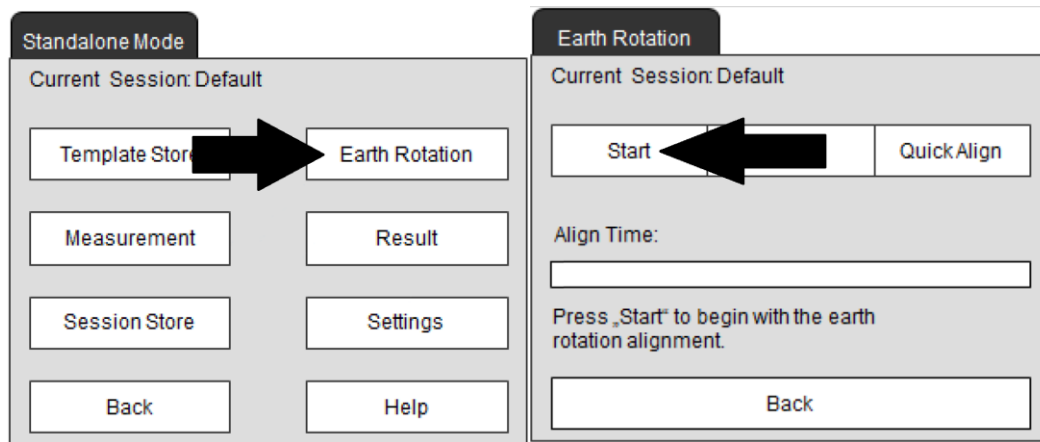 Standalone Mode
Current Session: Default
Template Store
Earth Rotation
Measurement
Result
Session Store
Settings
Back
Help
Earth Rotation
Current Session: Default
Start
Quick Align
Align Time:
Press „Start“ to begin with the earth
rotation alignment.
Back